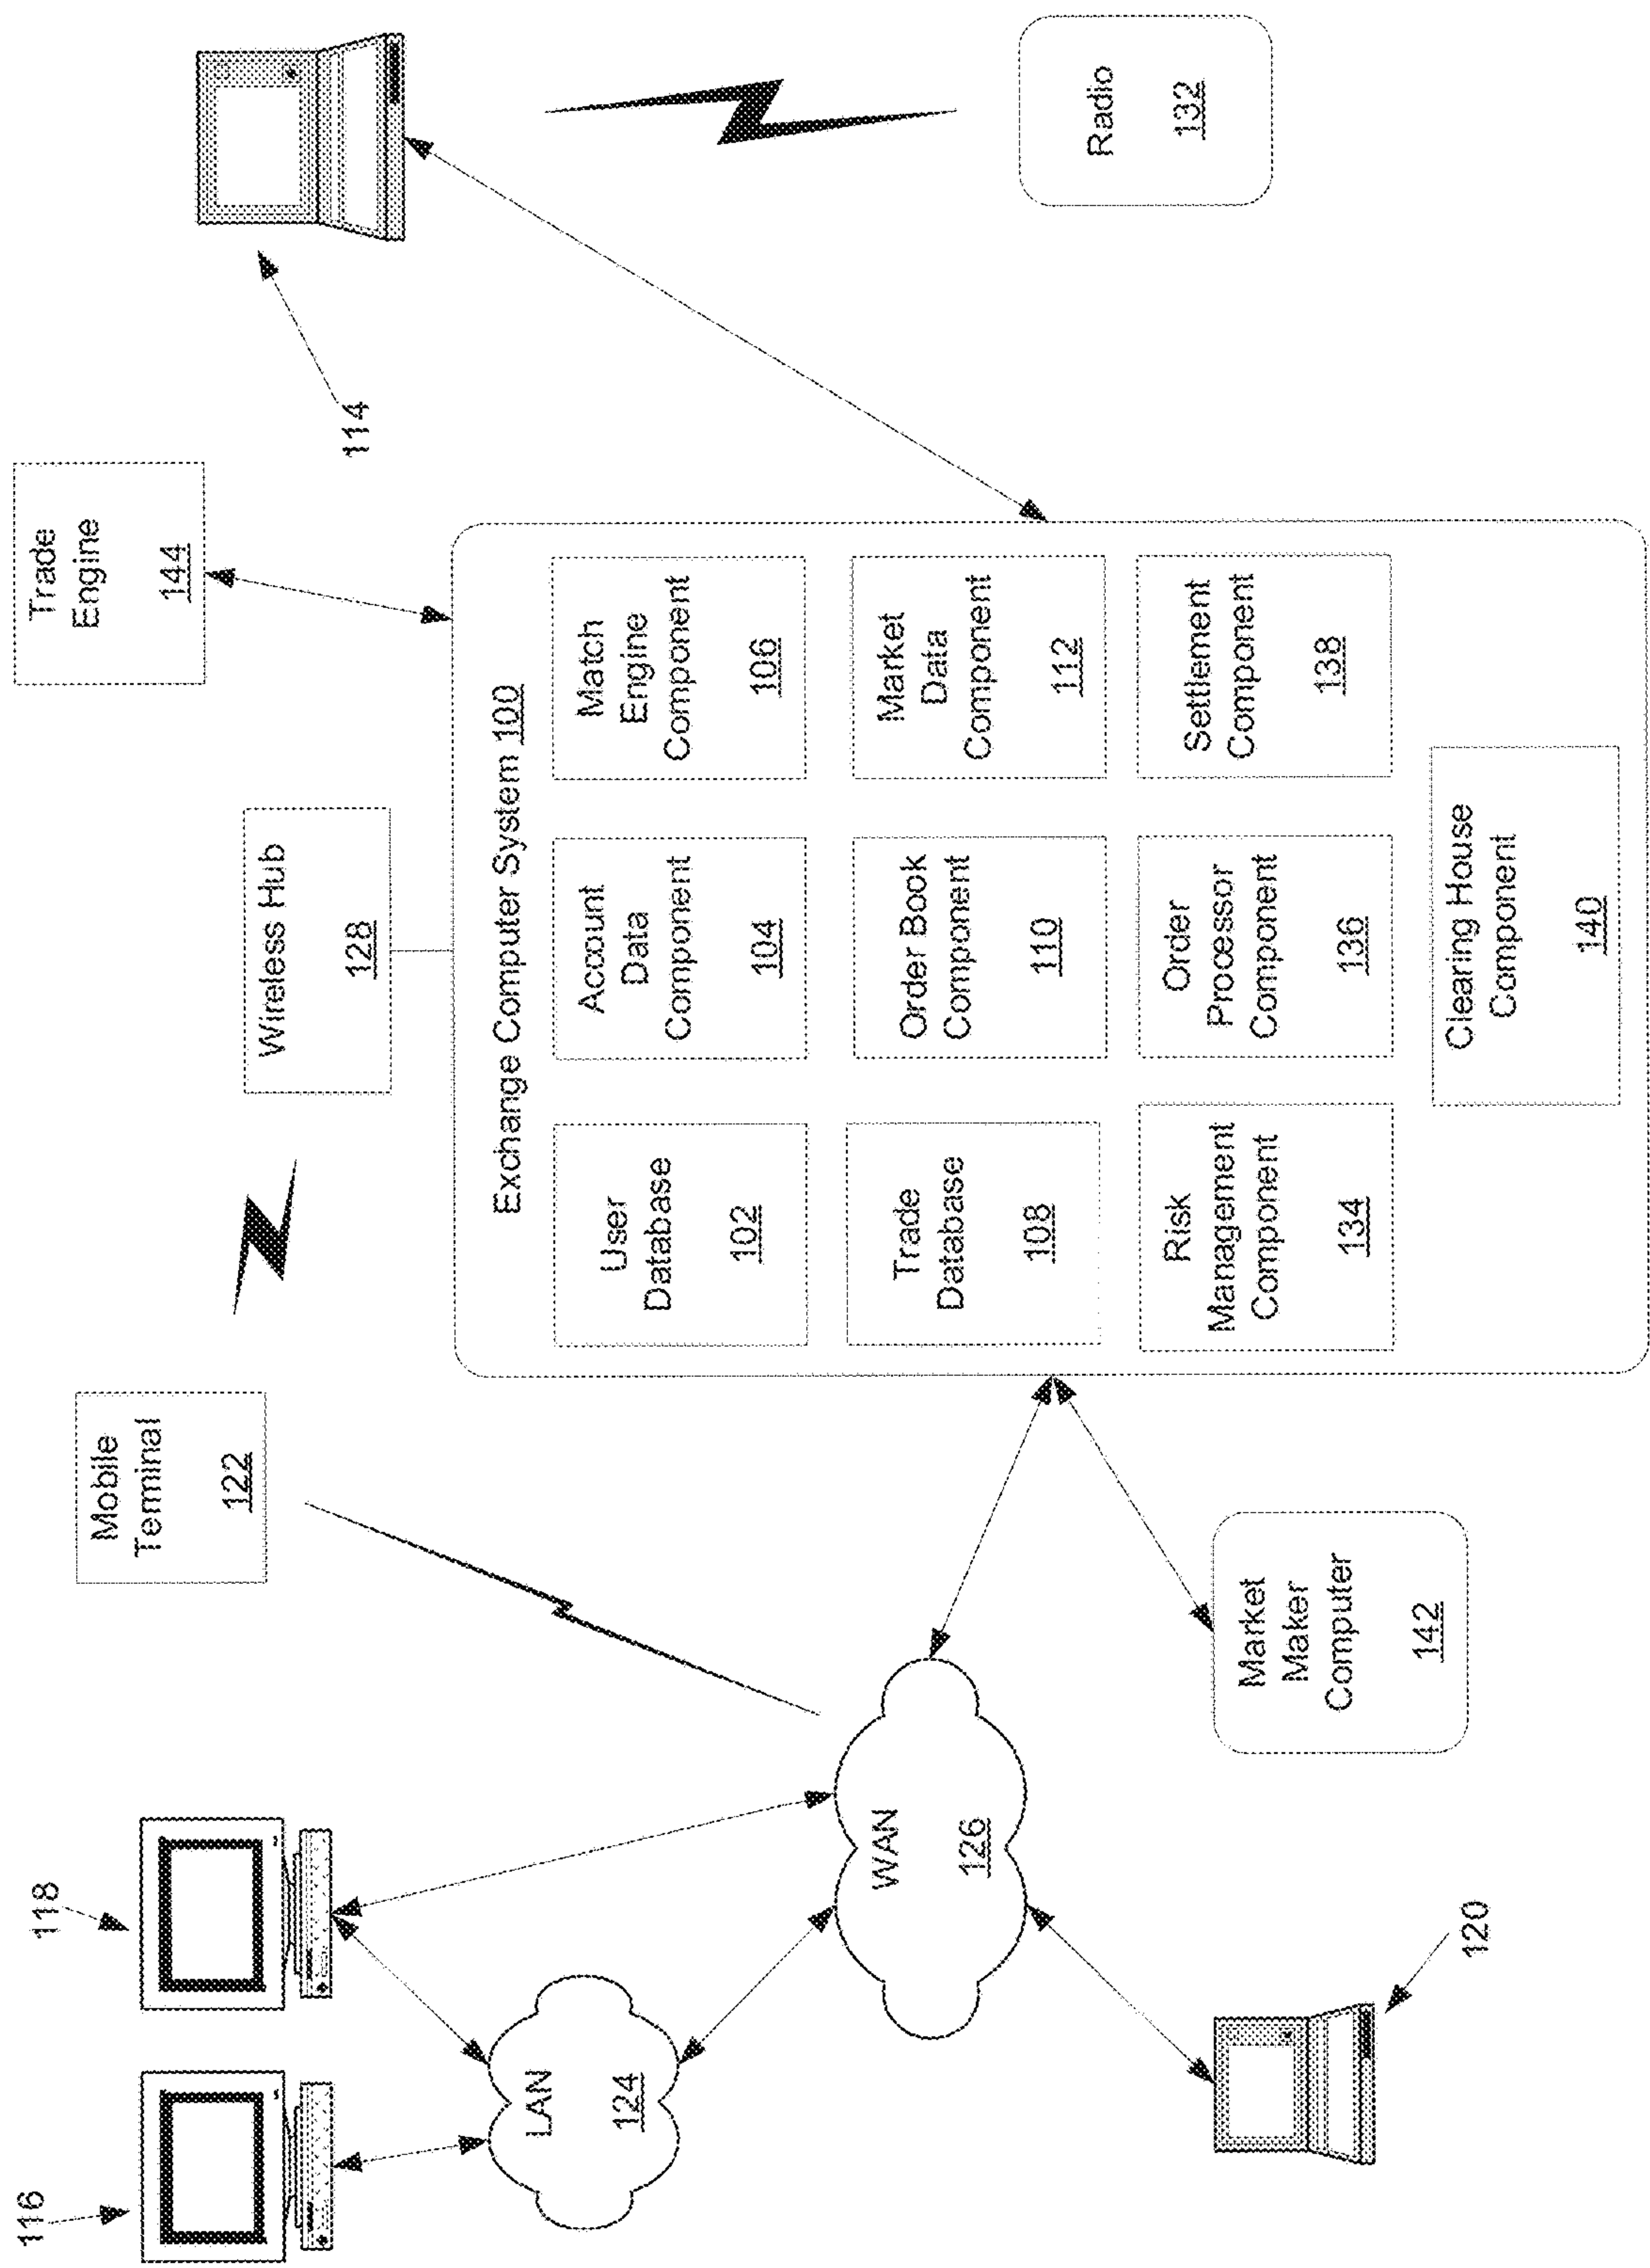 116
118
Mobile
Terminal
122
Wireless Hub
128
Trade
Engine
144
114
LAN
124
WAN
126
120
Market
Maker
Computer
142
Exchange Computer System 100
User
Database
102
Account
Data
Component
104
Match
Engine
Component
106
Trade
Database
108
Order Book
Component
110
Market
Data
Component
112
Risk
Management
Component
134
Order
Processor
Component
136
Settlement
Component
138
Clearing House
Component
140
Radio
132